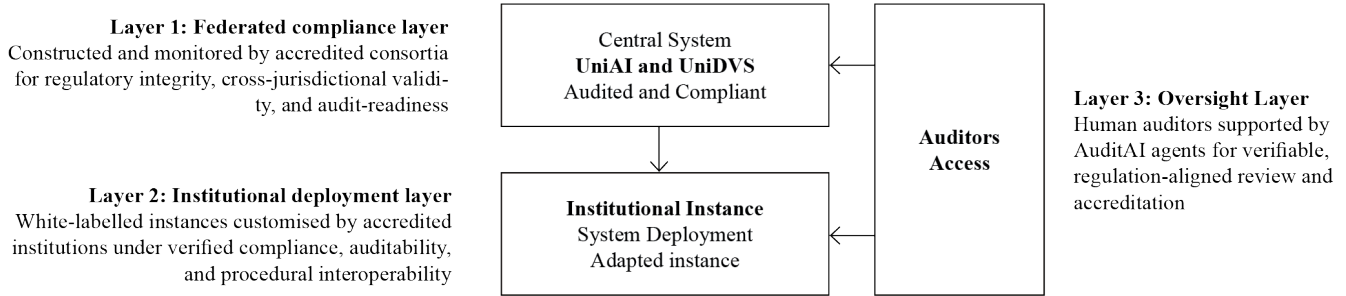 Layer 1: Federated compliance layer
Constructed and monitored by accredited consortia
for regulatory integrity, cross-jurisdictional validi-
ty, and audit-readiness
Central System
UniAI and UniDVS
Audited and Compliant
Layer 2: Institutional deployment layer
White-labelled instances customised by accredited
institutions under verified compliance, auditability,
and procedural interoperability
Institutional Instance
System Deployment
Adapted instance
Auditors
Access
Layer 3: Oversight Layer
Human auditors supported by
AuditAI agents for verifiable,
regulation-aligned review and
accreditation